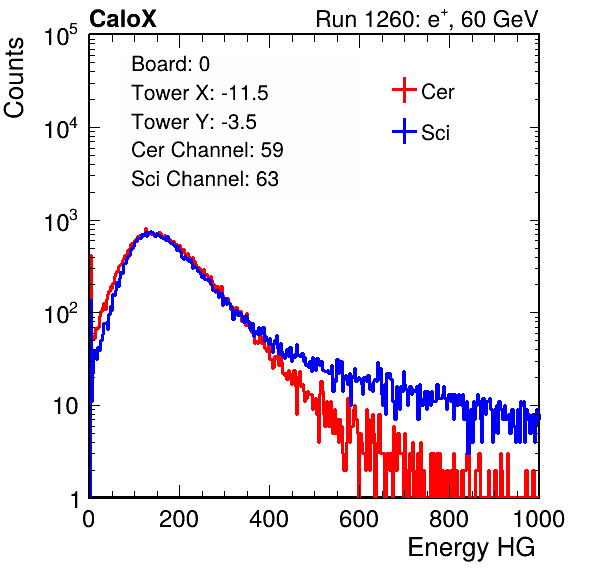 CaloX Run 1260: e⁺, 60 GeV
Counts
10⁵
10⁴
10³
10²
10
1
Board: 0
Tower X: -11.5
Tower Y: -3.5
Cer Channel: 59
Sci Channel: 63
Cer
Sci
0 200 400 600 800 1000
Energy HG